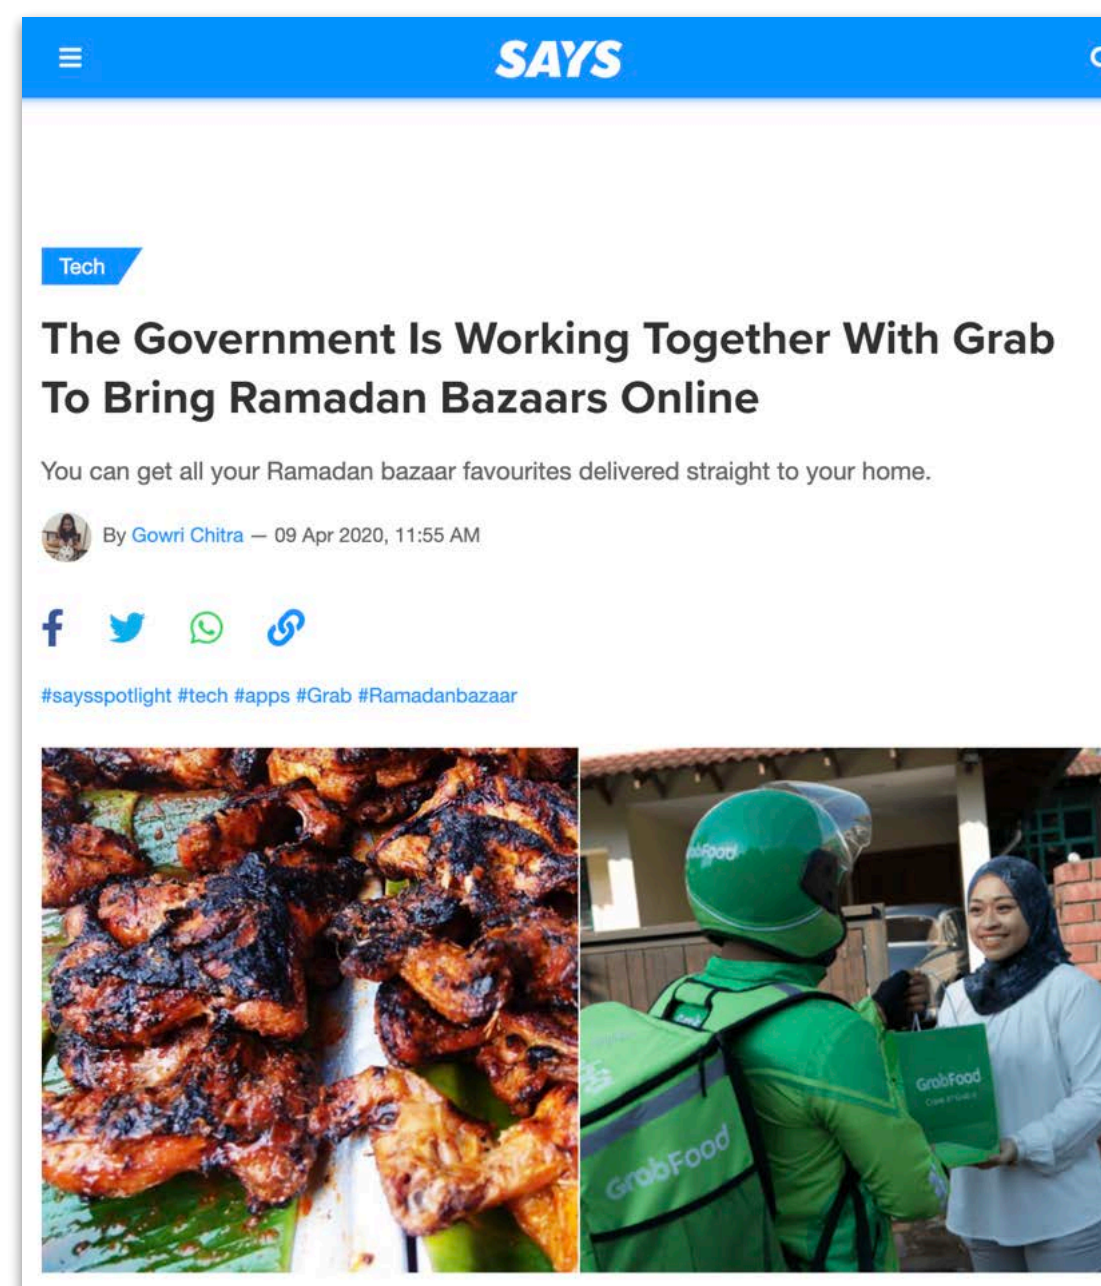 SAYS
Tech
The Government Is Working Together With Grab
To Bring Ramadan Bazaars Online
You can get all your Ramadan bazaar favourites delivered straight to your home.
By Gowri Chitra — 09 Apr 2020, 11:55 AM
#saysspotlight #tech #apps #Grab #Ramadanbazaar
GrabFood
GrabFood